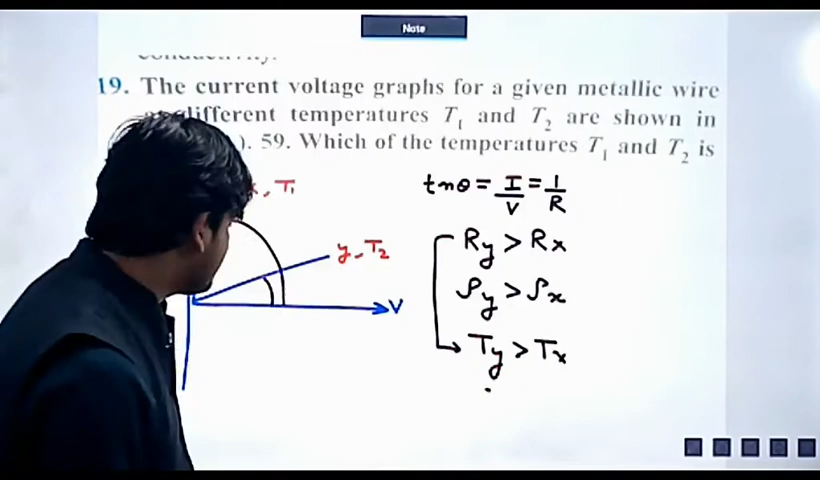 Note
19. The current voltage graphs for a given metallic wire
different temperatures T₁ and T₂ are shown in
). 59. Which of the temperatures T₁ and T₂ is
x, T₁
tanθ = I/V = 1/R
y, T₂
Ry > Rx
V
ρy > ρx
Ty > Tx